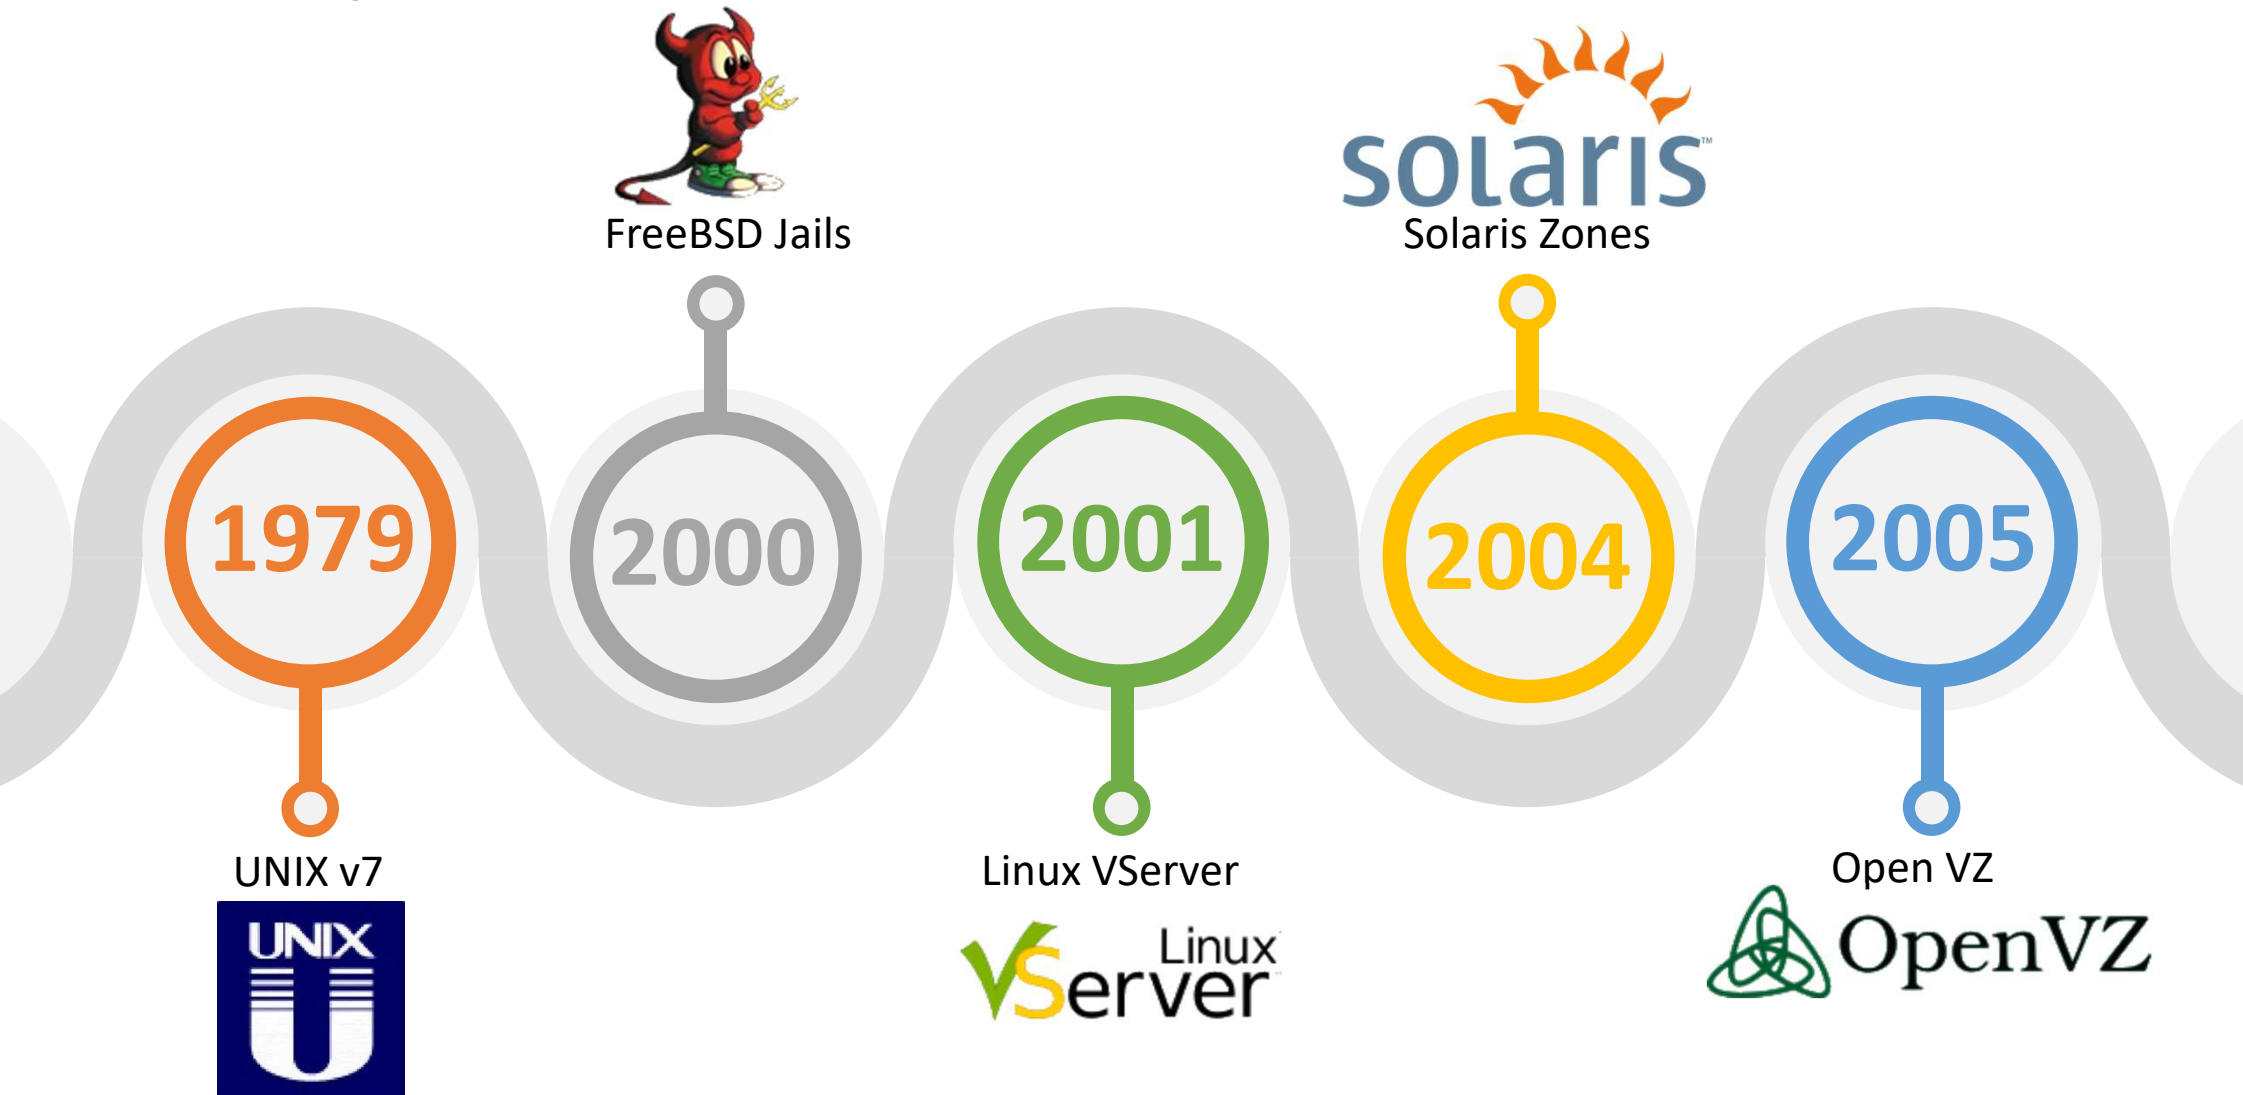 SOLARIS™
FreeBSD Jails
Solaris Zones
1979
2000
2001
2004
2005
UNIX v7
Linux VServer
Open VZ
UNIX
U
Linux
VServer
OpenVZ